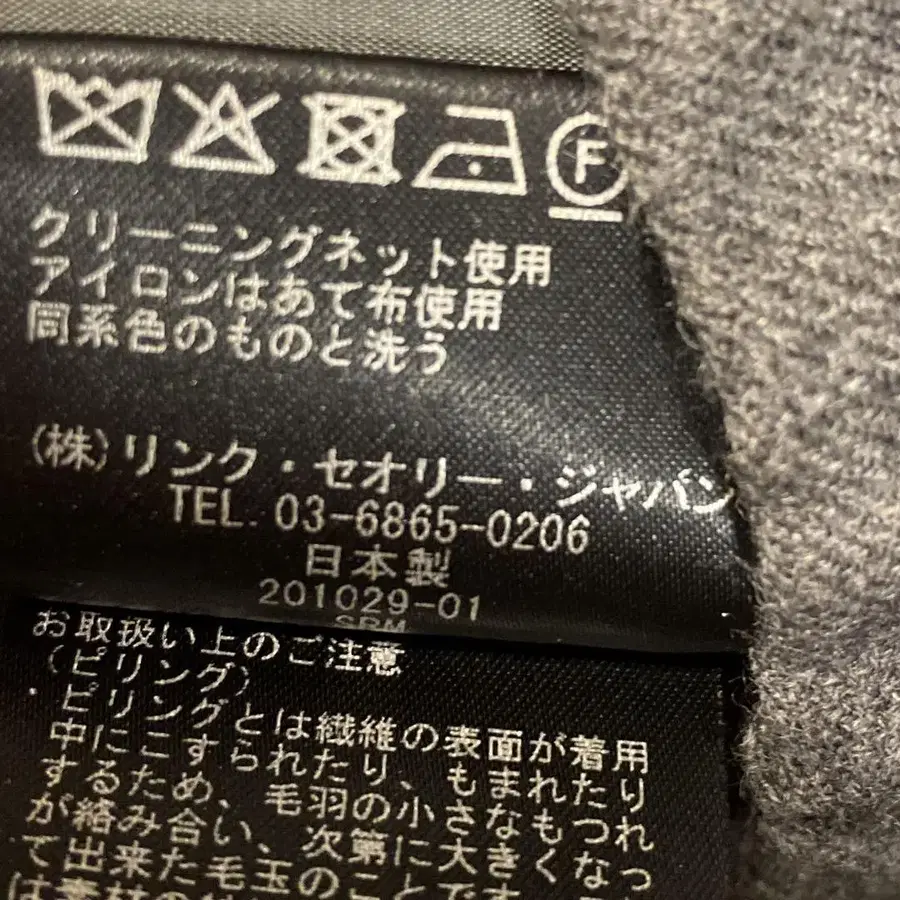 F
クリーニングネット使用
アイロンはあて布使用
同系色のものと洗う
(株)リンク・セオリー・ジャパン
TEL. 03-6865-0206
日本製
201029-01
SRM
お取扱い上のご注意
(ピリング)
・ピリングとは繊維の表面が着用
中にこすられたり、もまれたり
するため、毛羽の小さなもつれ
が絡み合い、次第に大きくなっ
て出来た毛玉のことです。
は素材の